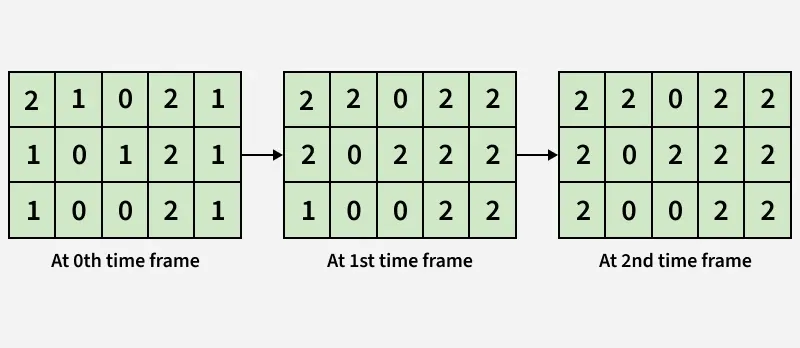 2 1 0 2 1
1 0 1 2 1
1 0 0 2 1
At 0th time frame
2 2 0 2 2
2 0 2 2 2
1 0 0 2 2
At 1st time frame
2 2 0 2 2
2 0 2 2 2
2 0 0 2 2
At 2nd time frame